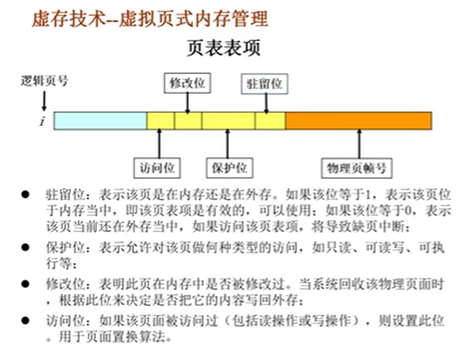 虚存技术--虚拟页式内存管理
页表表项
逻辑页号
修改位
驻留位
i
访问位
保护位
物理页帧号
● 驻留位：表示该页是在内存还是在外存。如果该位等于1，表示该页位
于内存当中，即该页表项是有效的，可以使用；如果该位等于0，表示
该页当前还在外存当中，如果访问该页表项，将导致缺页中断；
● 保护位：表示允许对该页做何种类型的访问，如只读、可读写、可执
行等；
● 修改位：表明此页在内存中是否被修改过。当系统回收该物理页面时
，根据此位来决定是否把它的内容写回外存；
● 访问位：如果该页面被访问过（包括读操作或写操作），则设置此位
。用于页面置换算法。